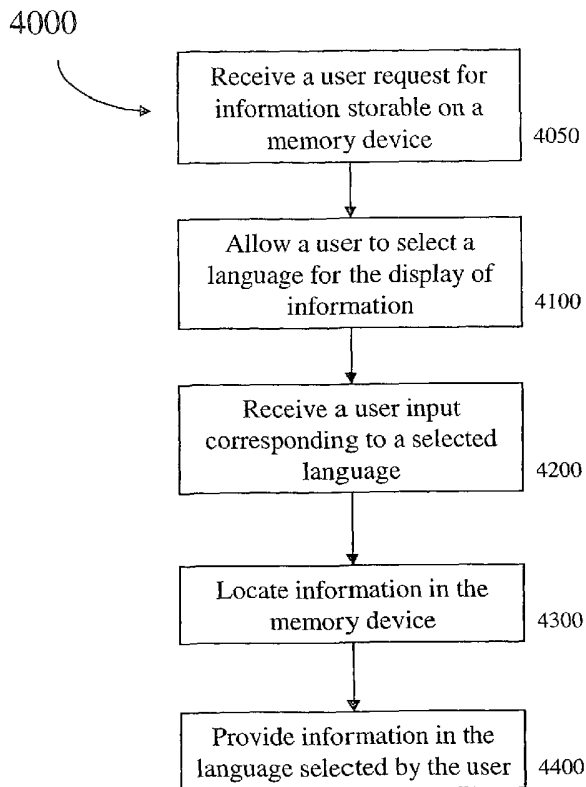 4000
Receive a user request for
information storable on a
memory device
4050
Allow a user to select a
language for the display of
information
4100
Receive a user input
corresponding to a selected
language
4200
Locate information in the
memory device
4300
Provide information in the
language selected by the user
4400